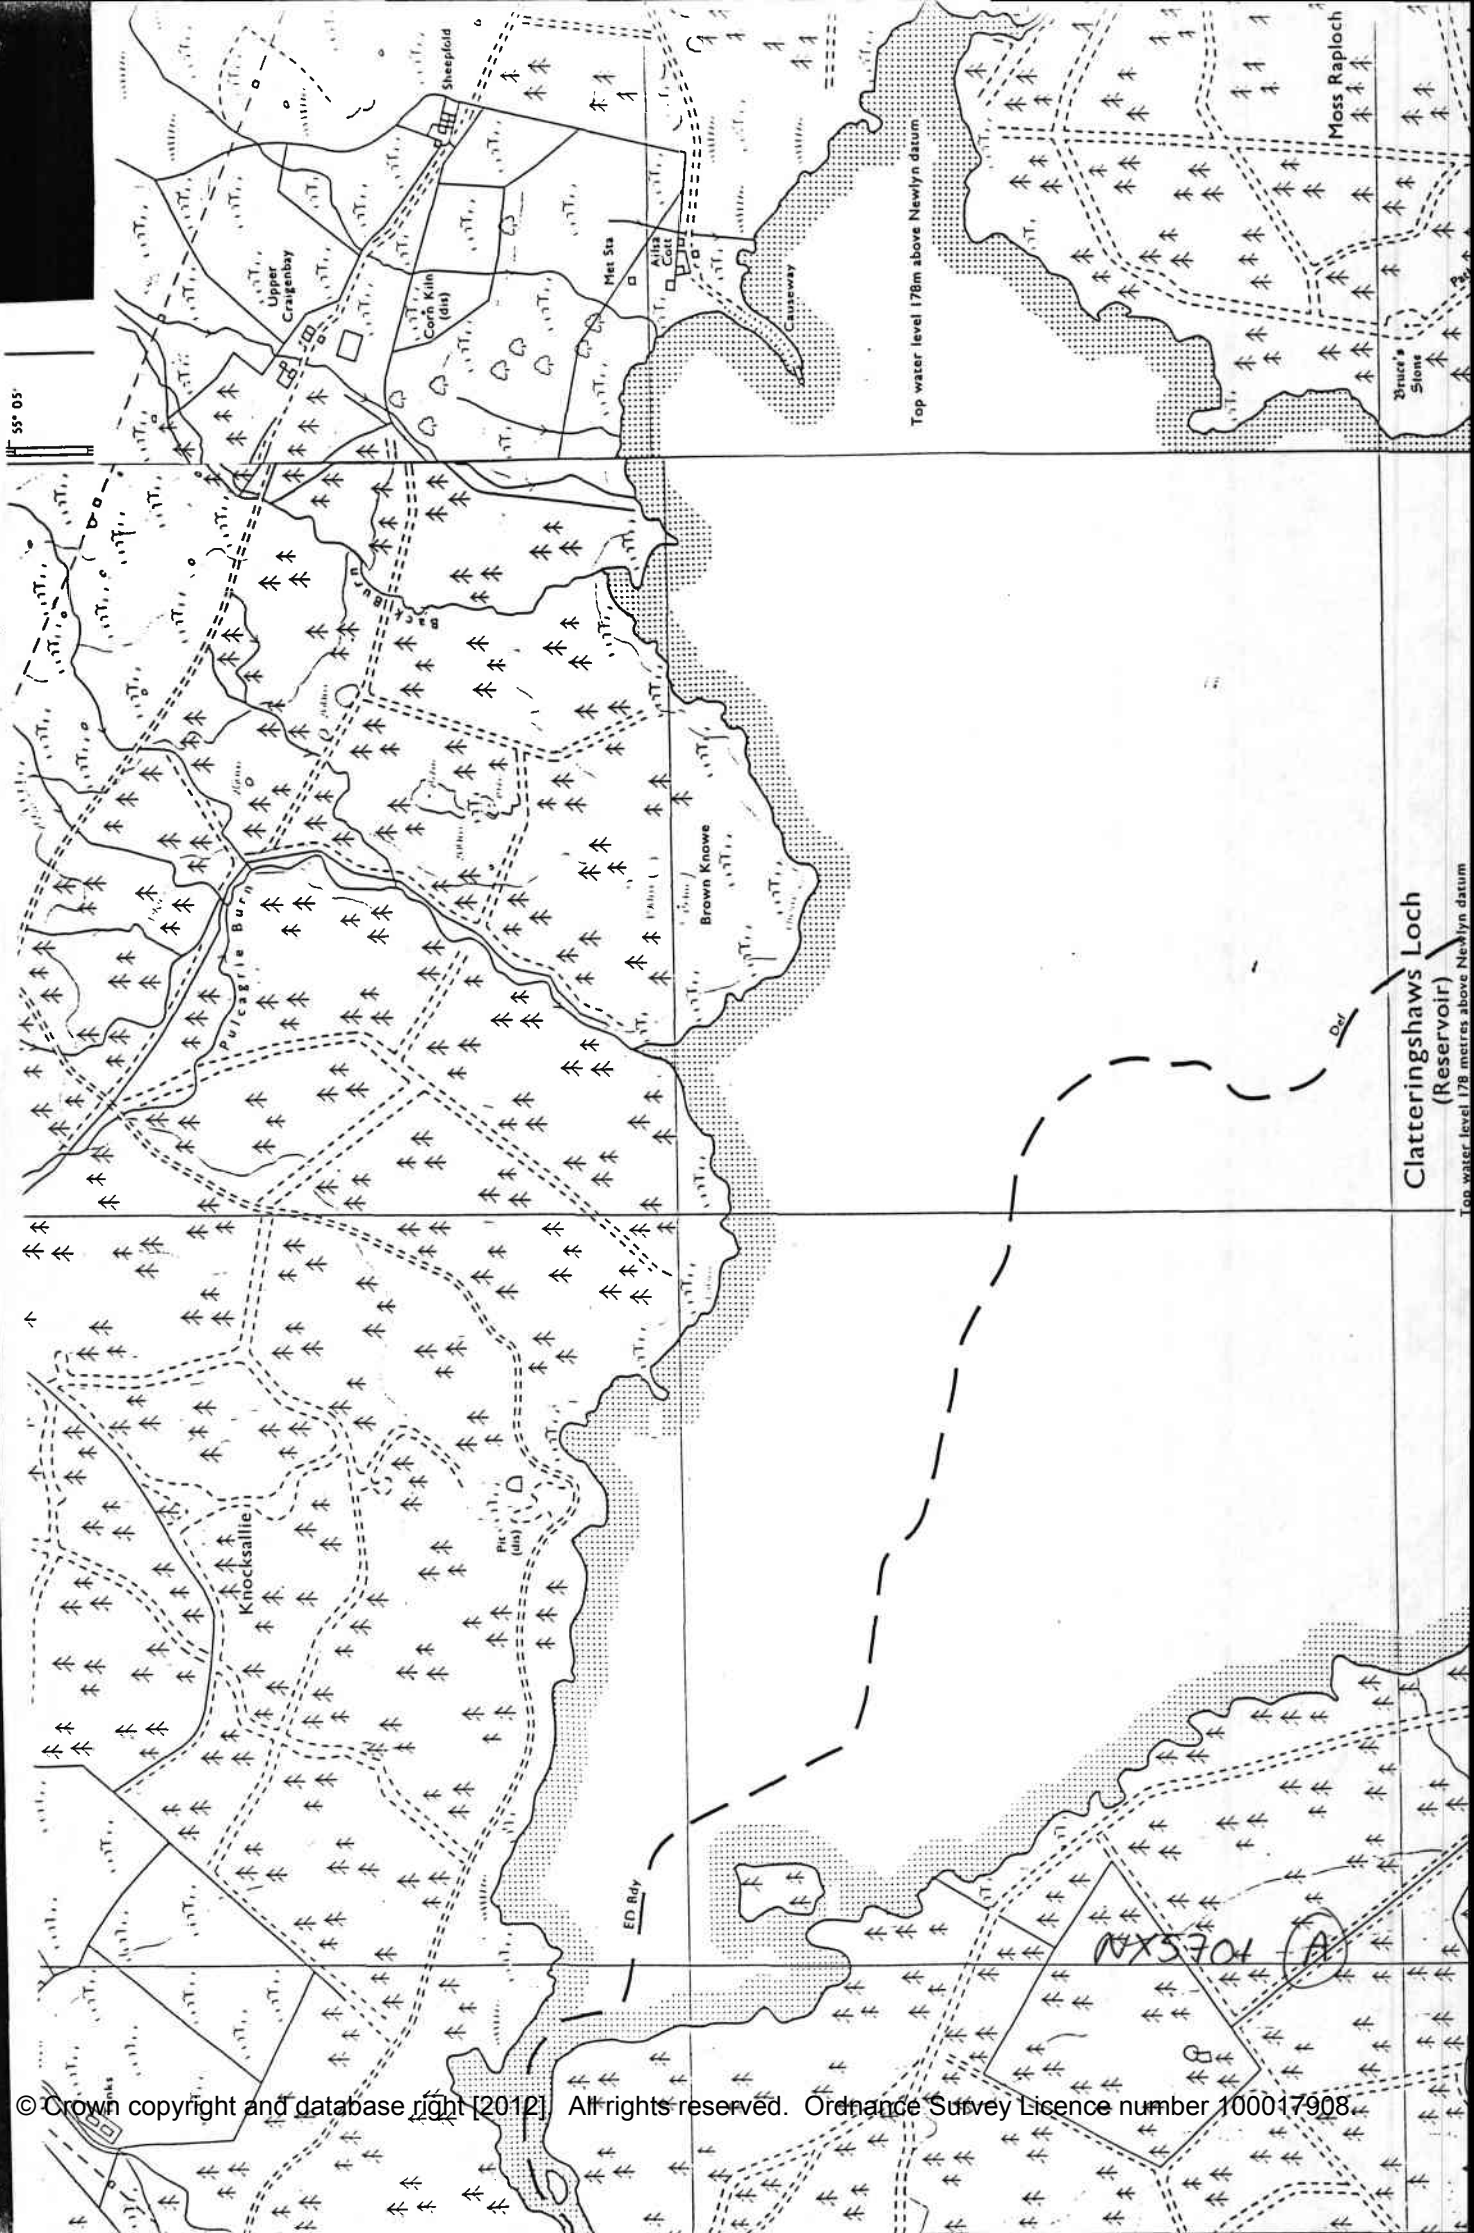 55° 05'
Sheepfold
Upper
Craigenbay
Corn Kiln
(dis)
Met Sta
Ailsa
Cott
Causeway
Top water level 178m above Newlyn datum
Moss Raploch
Bruce's
Stone
Back Burn
Pulcagrie Burn
Brown Knowe
Clatteringshaws Loch
(Reservoir)
Top water level 178 metres above Newlyn datum
Def
Knocksallie
Pit
(dis)
ED Bdy
NX5701 A
nks
© Crown copyright and database right [2012]. All rights reserved. Ordnance Survey Licence number 100017908.